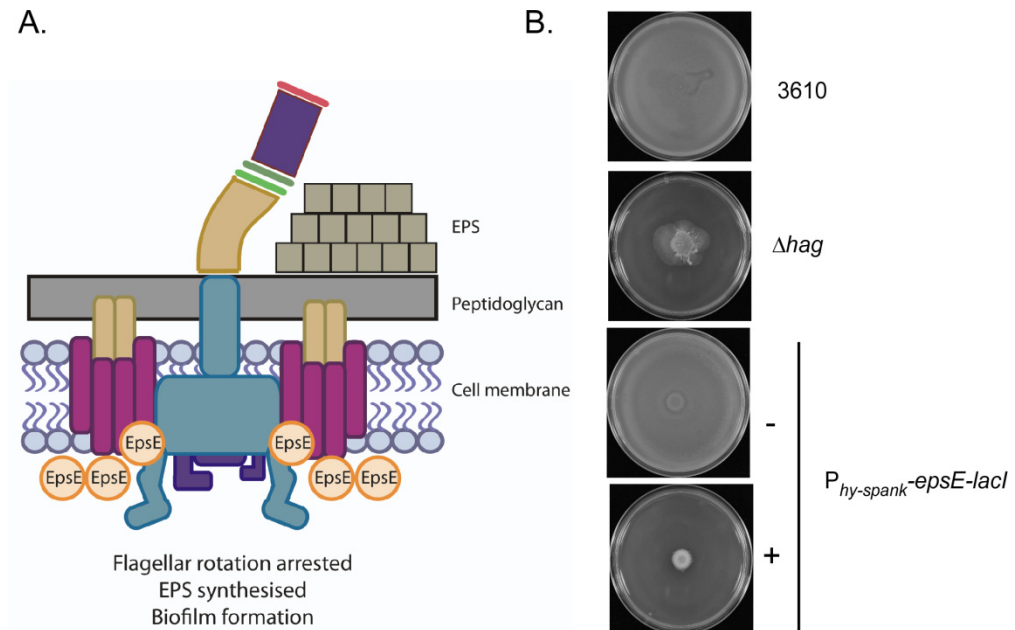 A.
EPS
Peptidoglycan
Cell membrane
EpsE
EpsE
EpsE EpsE
EpsE EpsE
Flagellar rotation arrested
EPS synthesised
Biofilm formation
B.
3610
Δhag
-
+
Phy-spank-epsE-lacI